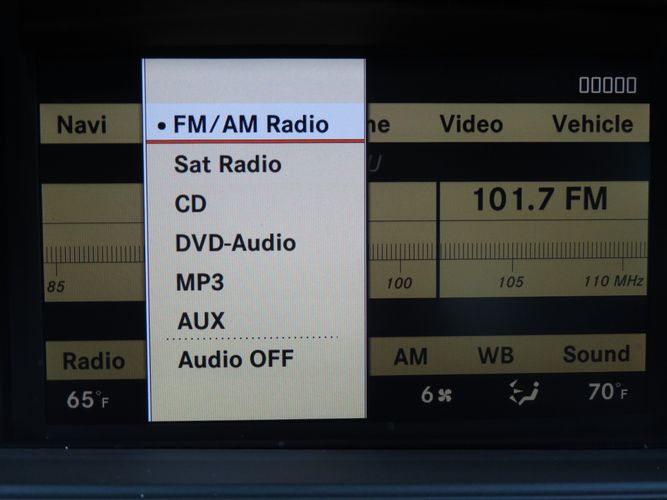 Navi
Video Vehicle
• FM/AM Radio
Sat Radio
CD
DVD-Audio
MP3
AUX
Audio OFF
101.7 FM
85 100 105 110 MHz
Radio AM WB Sound
65°F 6 70°F